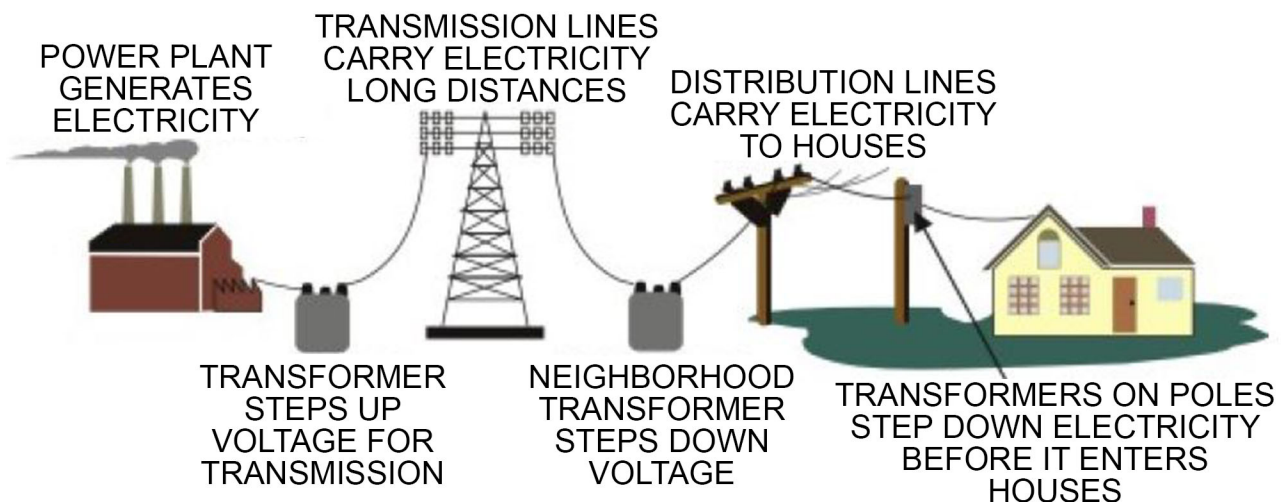 POWER PLANT
GENERATES
ELECTRICITY
TRANSMISSION LINES
CARRY ELECTRICITY
LONG DISTANCES
DISTRIBUTION LINES
CARRY ELECTRICITY
TO HOUSES
TRANSFORMER
STEPS UP
VOLTAGE FOR
TRANSMISSION
NEIGHBORHOOD
TRANSFORMER
STEPS DOWN
VOLTAGE
TRANSFORMERS ON POLES
STEP DOWN ELECTRICITY
BEFORE IT ENTERS
HOUSES